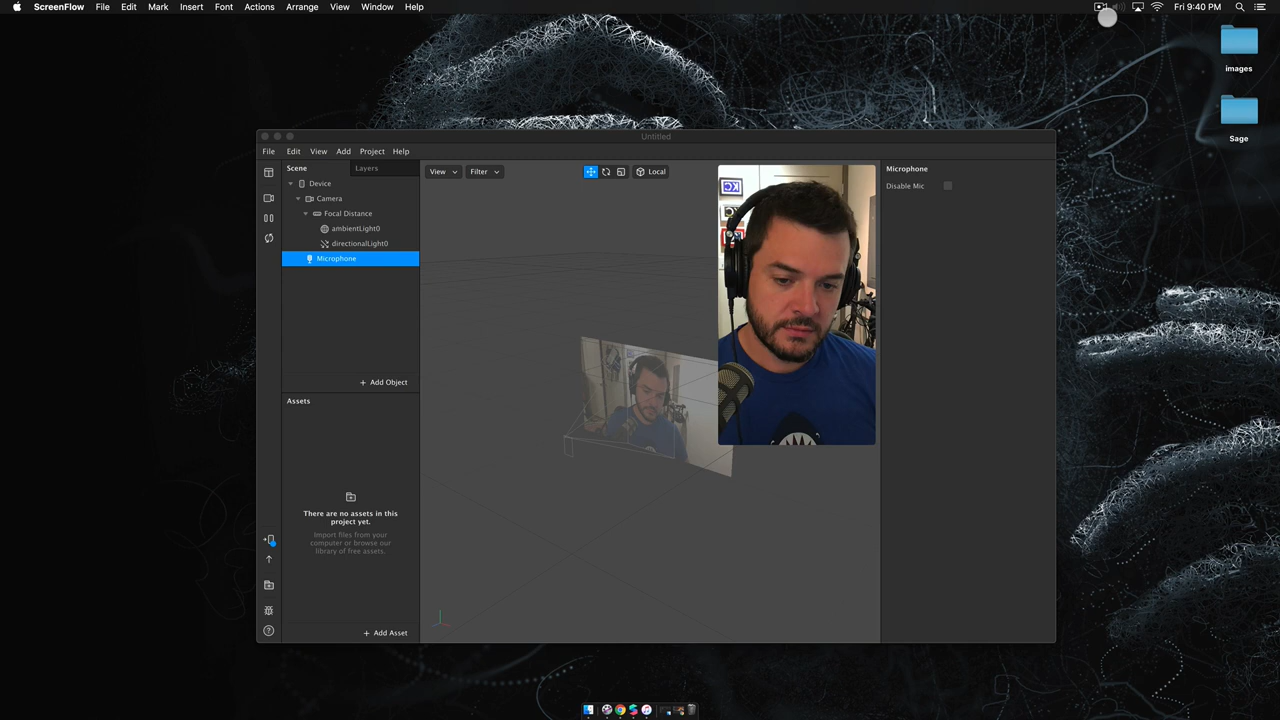 ScreenFlow File Edit Mark Insert Font Actions Arrange View Window Help
Fri 9:40 PM
images
Sage
Untitled
File Edit View Add Project Help
Scene
Layers
Device
Camera
Focal Distance
ambientLight0
directionalLight0
Microphone
+ Add Object
Assets
There are no assets in this
project yet.
Import files from your
computer or browse our
library of free assets.
+ Add Asset
View
Filter
Local
Microphone
Disable Mic